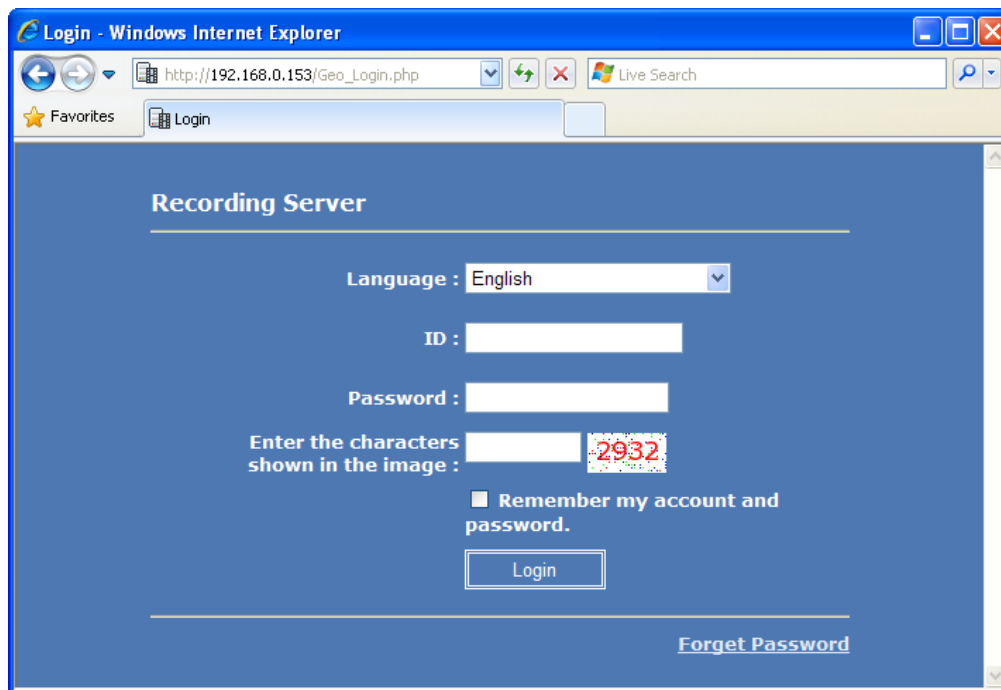 Login - Windows Internet Explorer
http://192.168.0.153/Geo_Login.php
Live Search
Favorites
Login
Recording Server
Language :
English
ID :
Password :
Enter the characters
shown in the image :
2932
Remember my account and
password.
Login
Forget Password